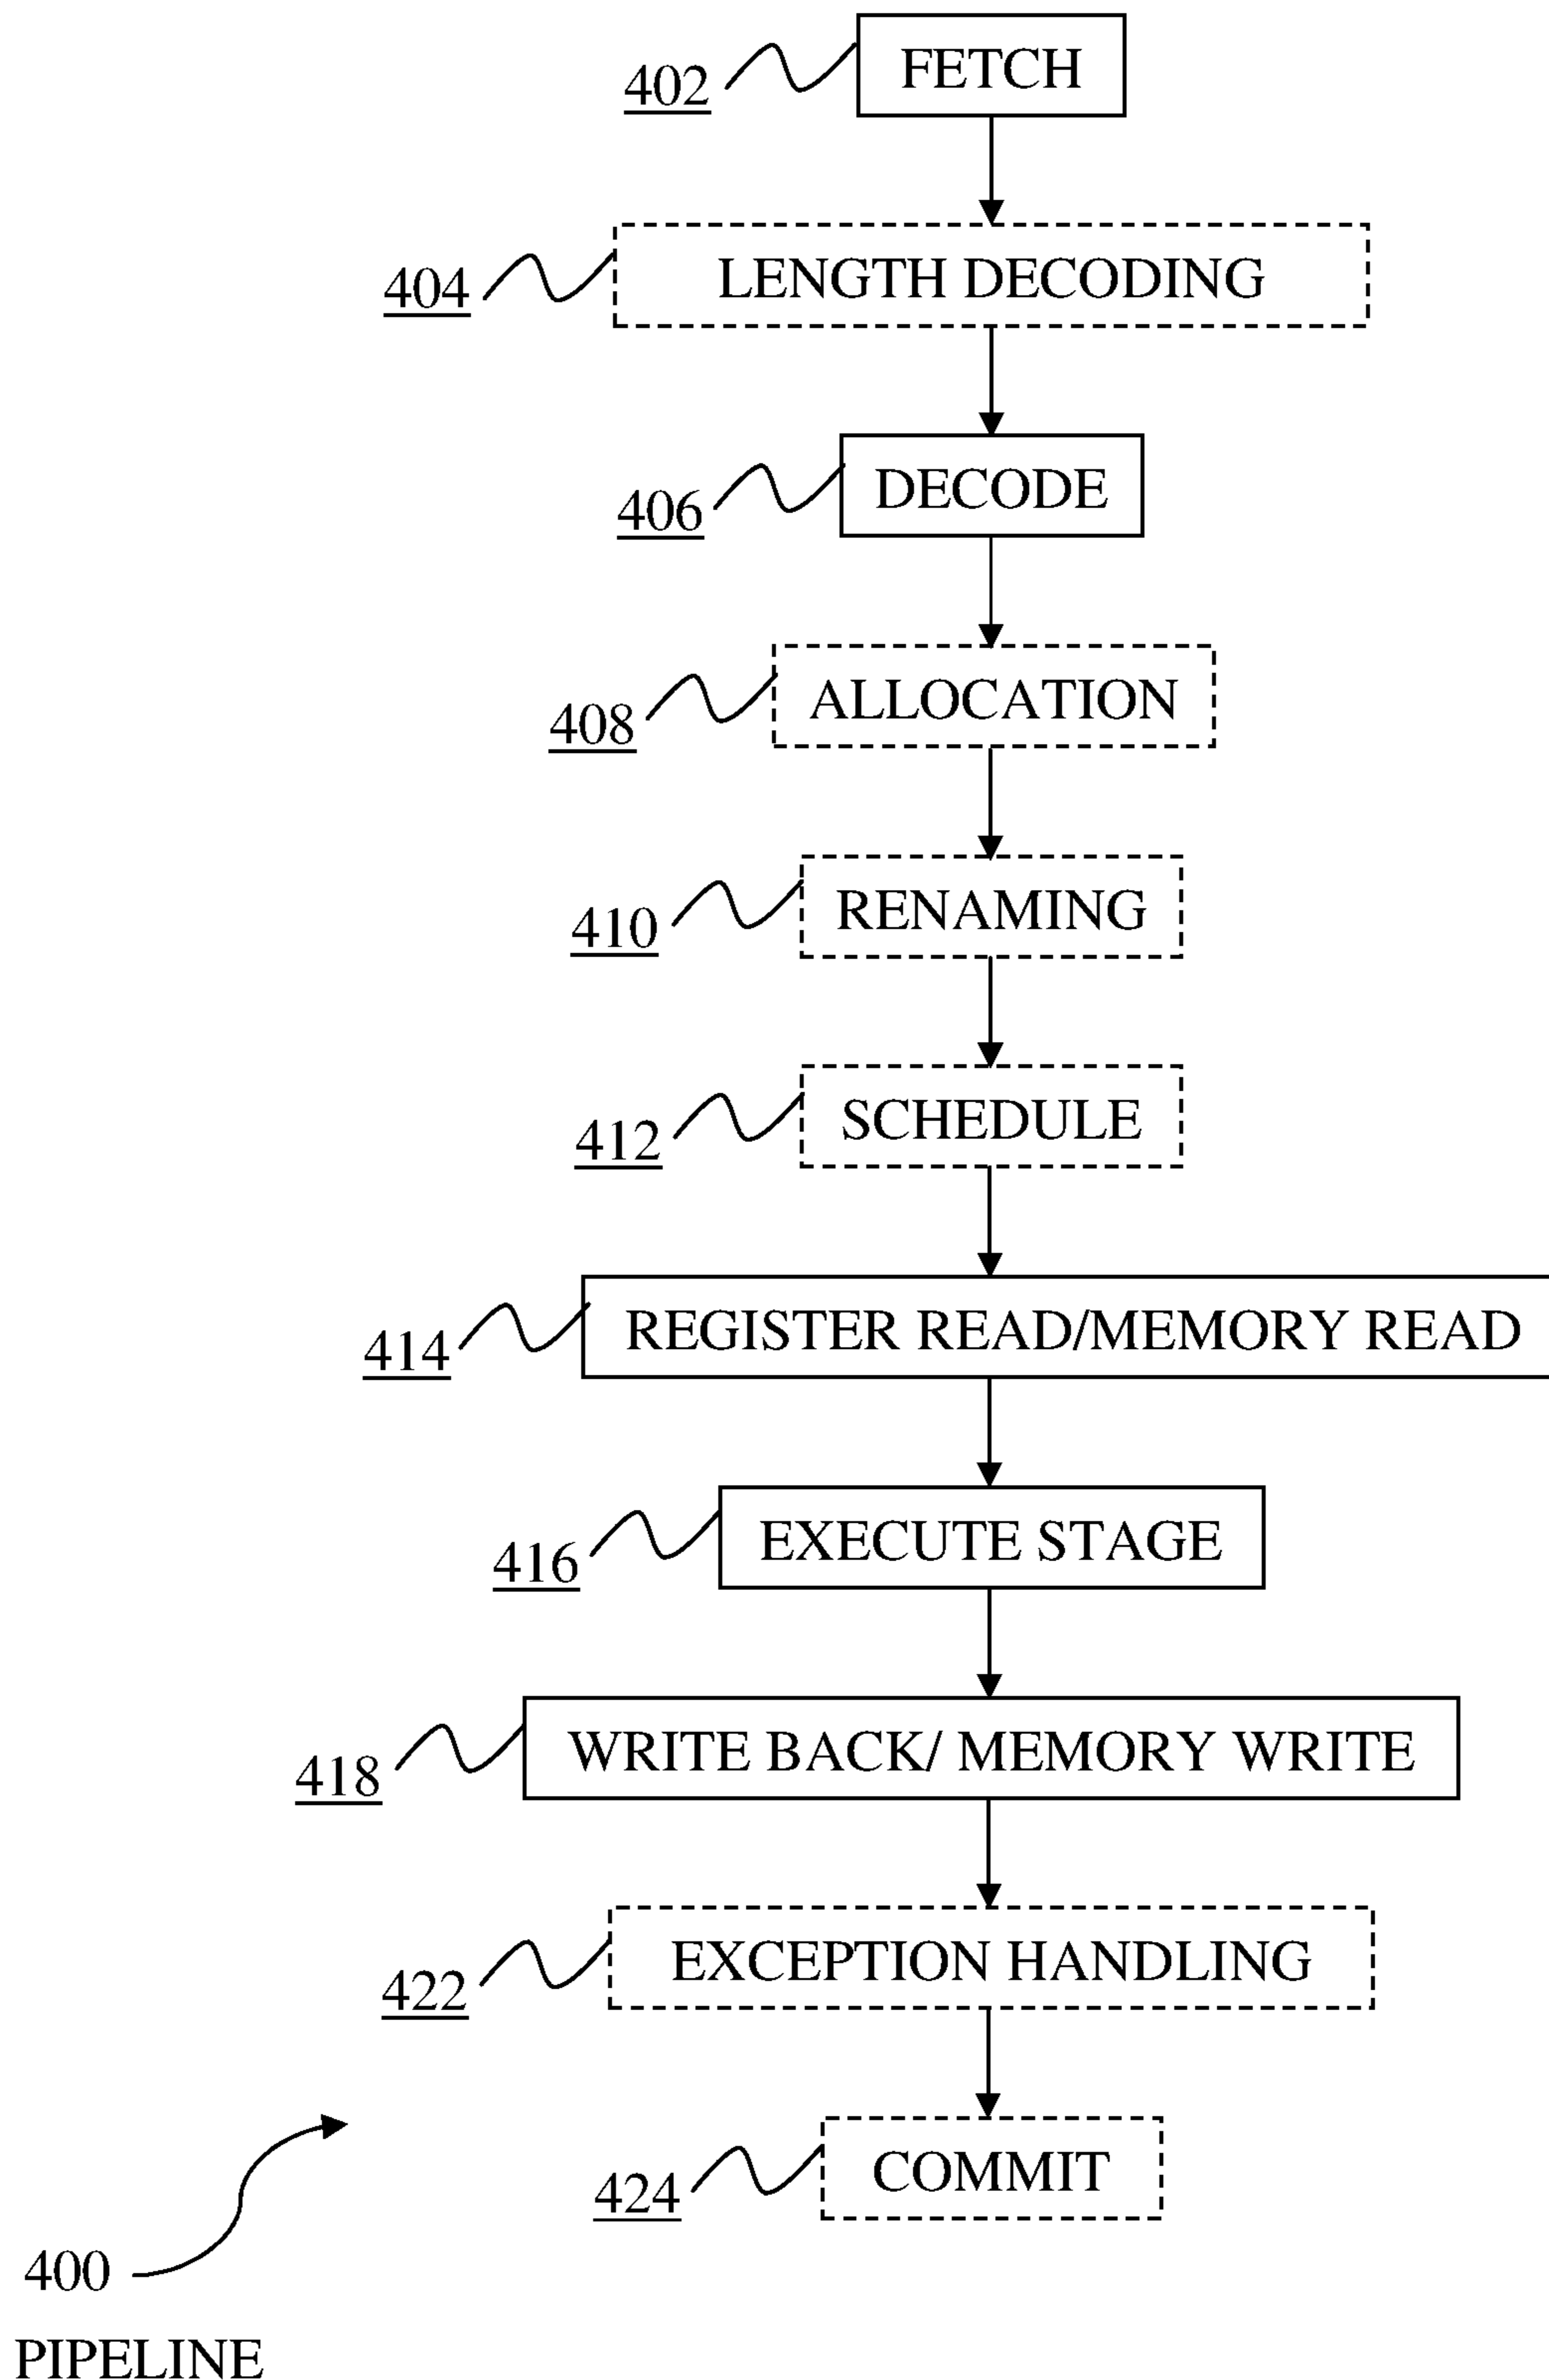 FETCH
402
LENGTH DECODING
404
DECODE
406
ALLOCATION
408
RENAMING
410
SCHEDULE
412
REGISTER READ/MEMORY READ
414
EXECUTE STAGE
416
WRITE BACK/ MEMORY WRITE
418
EXCEPTION HANDLING
422
COMMIT
424
400
PIPELINE